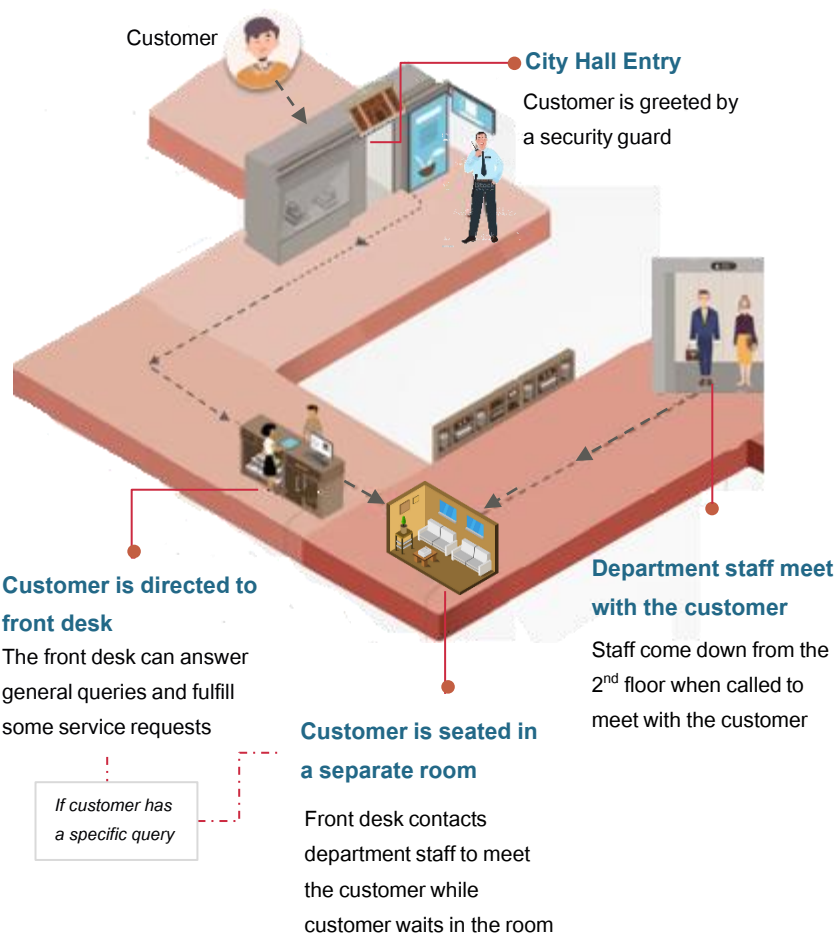 Customer
City Hall Entry
Customer is greeted by
a security guard
Customer is directed to
front desk
The front desk can answer
general queries and fulfill
some service requests
If customer has
a specific query
Customer is seated in
a separate room
Front desk contacts
department staff to meet
the customer while
customer waits in the room
Department staff meet
with the customer
Staff come down from the
2nd floor when called to
meet with the customer